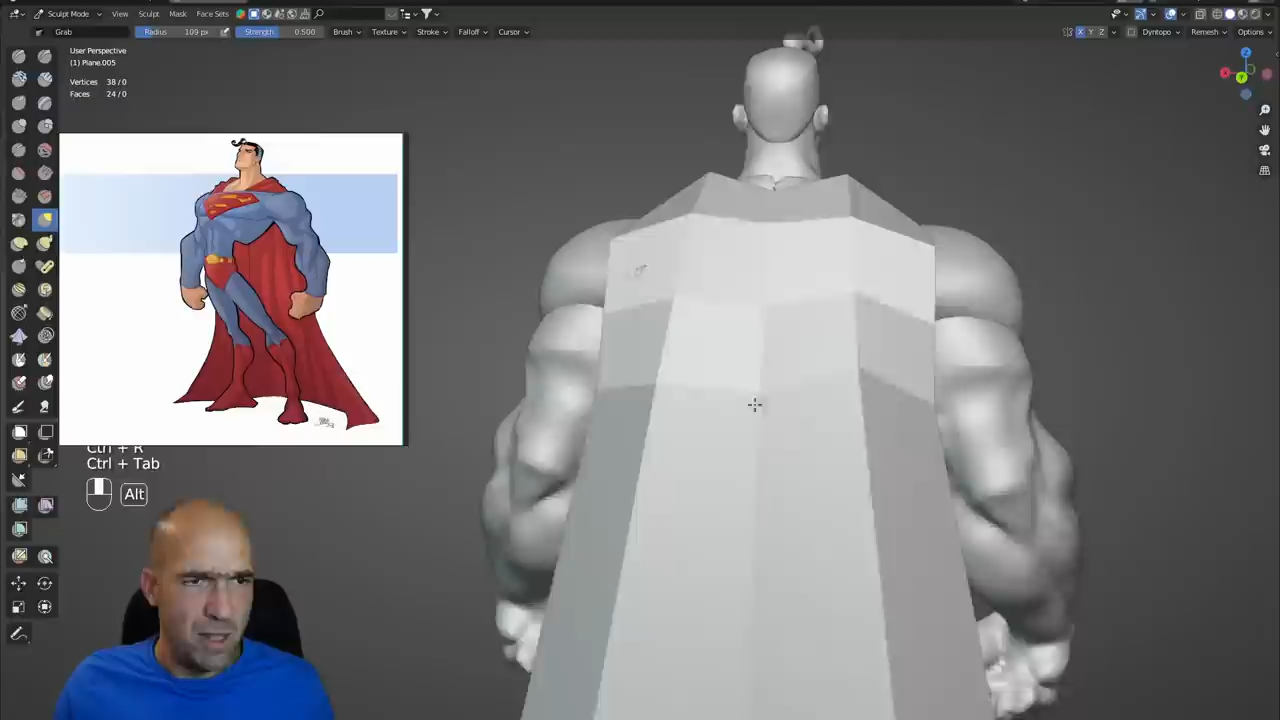 Sculpt Mode View Sculpt Mask Face Sets
Grab Radius 109 px Strength 0.500 Brush Texture Stroke Falloff Cursor X Y Z Dyntopo Remesh Options
User Perspective
(1) Plane.005
Vertices 38/0
Faces 24/0
Z
X
Y
Ctrl + R
Ctrl + Tab
Alt